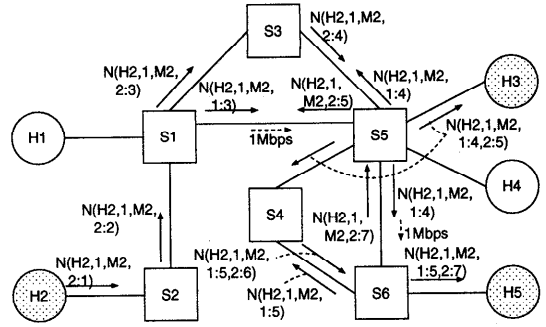 S3
N(H2,1,M2,
2:4)
N(H2,1,M2,
2:3)
N(H2,1,M2,
1:3)
N(H2,1,
M2,2:5)
N(H2,1,M2,
1:4)
H3
H1
S1
S5
1Mbps
N(H2,1,M2,
1:4,2:5)
H4
S4
N(H2,1,M2,
2:2)
N(H2,1,
M2,2:7)
N(H2,1,M2,
1:4)
1Mbps
N(H2,1,M2,
2:1)
N(H2,1,M2,
1:5,2:6)
N(H2,1,M2,
1:5,2:7)
H2
S2
N(H2,1,M2,
1:5)
S6
H5